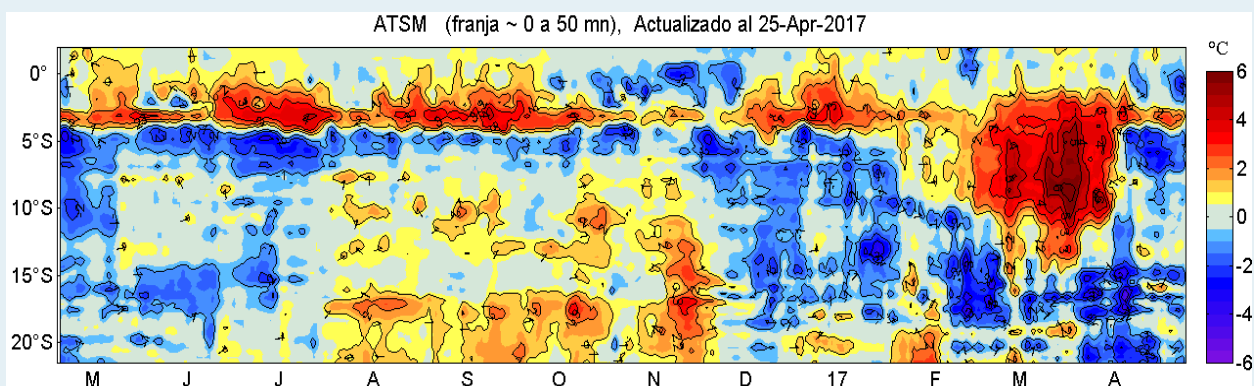 ATSM (franja ~ 0 a 50 mn), Actualizado al 25-Apr-2017
°C
0°
5°S
10°S
15°S
20°S
6
4
2
0
-2
-4
-6
M J J A S O N D 17 F M A